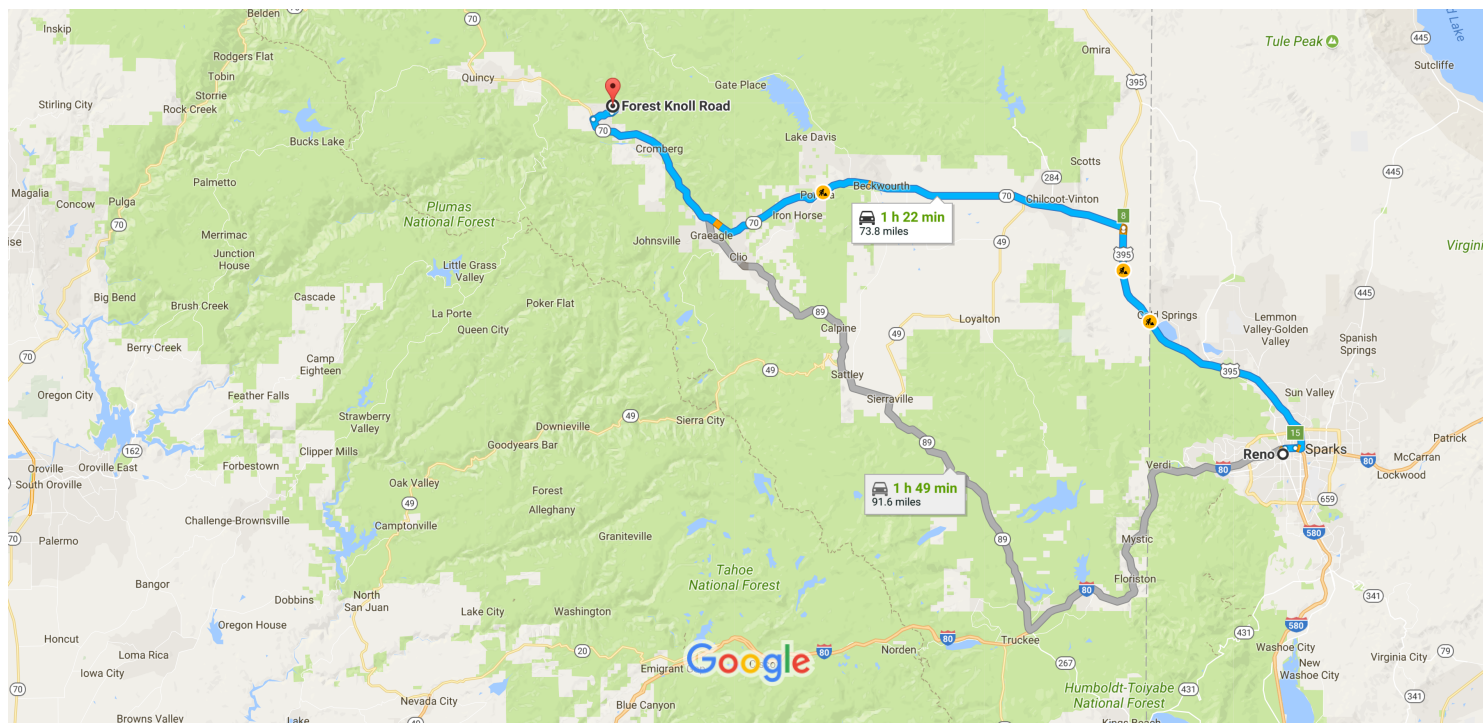 Belden
Inskip
Omira
Tule Peak
445
445
Sutcliffe
Rodgers Flat
70
395
Tobin
Quincy
Gate Place
Storrie
Stirling City
Rock Creek
Forest Knoll Road
70
Bucks Lake
Lake Davis
Cromberg
Scotts
284
Palmetto
Magalia
Concow
Pulga
Beckwourth
70
Chilcoot-Vinton
Plumas
National Forest
Iron Horse
70
1 h 22 min
73.8 miles
8
Merrimac
Junction
House
Johnsville
Graeagle
49
395
Clio
Little Grass
Valley
Big Bend
Brush Creek
Cascade
Poker Flat
La Porte
Queen City
89
Calpine
Loyalton
49
445
Lemmon
Valley-Golden
Valley
Spanish
Springs
Berry Creek
70
Camp
Eighteen
49
Sattley
395
Oregon City
Feather Falls
Sierraville
Sun Valley
Strawberry
Valley
49
Downieville
Sierra City
Goodyears Bar
89
15
162
Clipper Mills
Reno
Sparks
Patrick
Oroville
Oroville East
Forbestown
Verdi
80
80
McCarran
Lockwood
South Oroville
Oak Valley
1 h 49 min
91.6 miles
Forest
Alleghany
659
Challenge-Brownsville
Camptonville
580
70
Palermo
Graniteville
89
Mystic
Tahoe
National Forest
Floriston
Bangor
Dobbins
North
San Juan
80
341
341
Lake City
Washington
Oregon House
580
Honcut
Truckee
431
Washoe City
Loma Rica
20
80
80
Norden
Virginia City
79
Google
267
Iowa City
New
Washoe
City
70
Nevada City
Blue Canyon
Humboldt-Toiyabe
National Forest
431
Browns Valley
Lake
Kings Beach